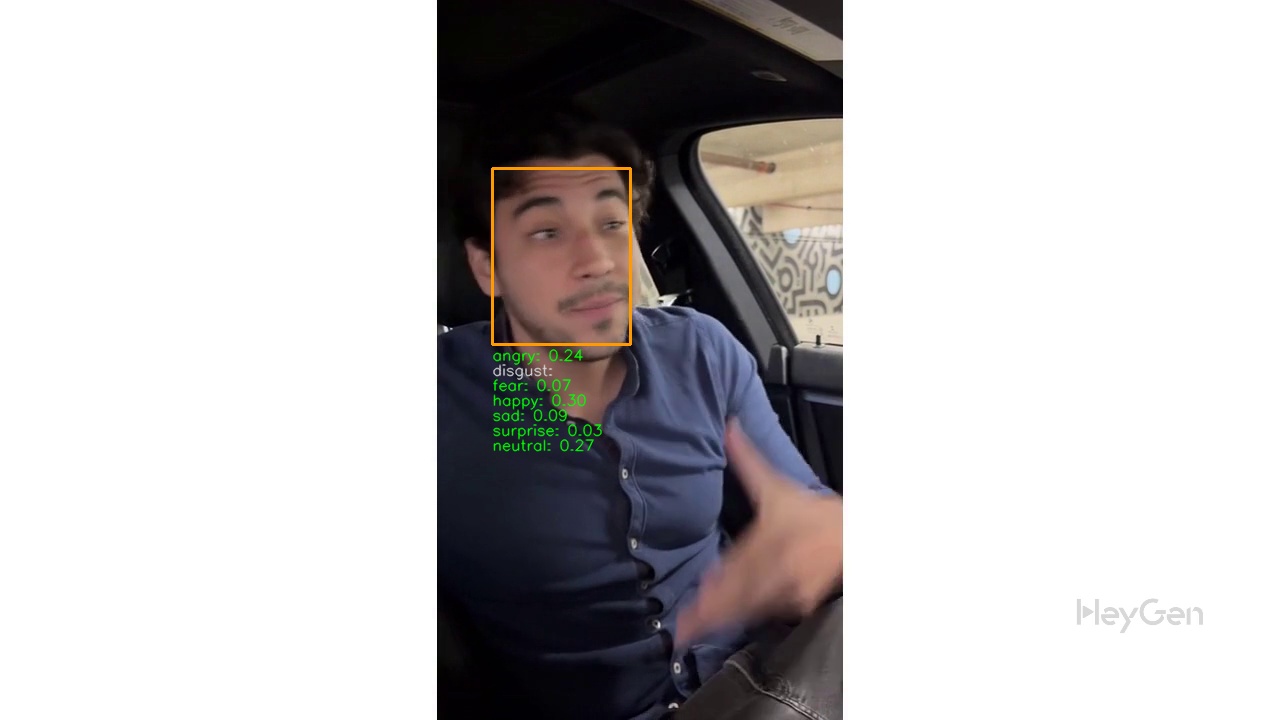 angry: 0.24
disgust:
fear: 0.07
happy: 0.30
sad: 0.09
surprise: 0.03
neutral: 0.27
HeyGen